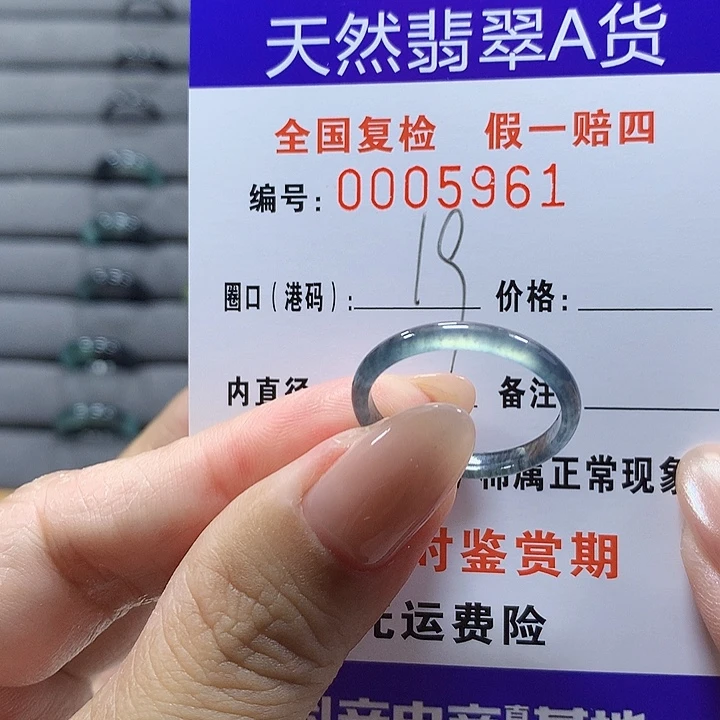 天然翡翠A货
全国复检 假一赔四
编号: 0005961
圈口(港码): 19 价格:
内直径 备注
属正常现象
时鉴赏期
运费险